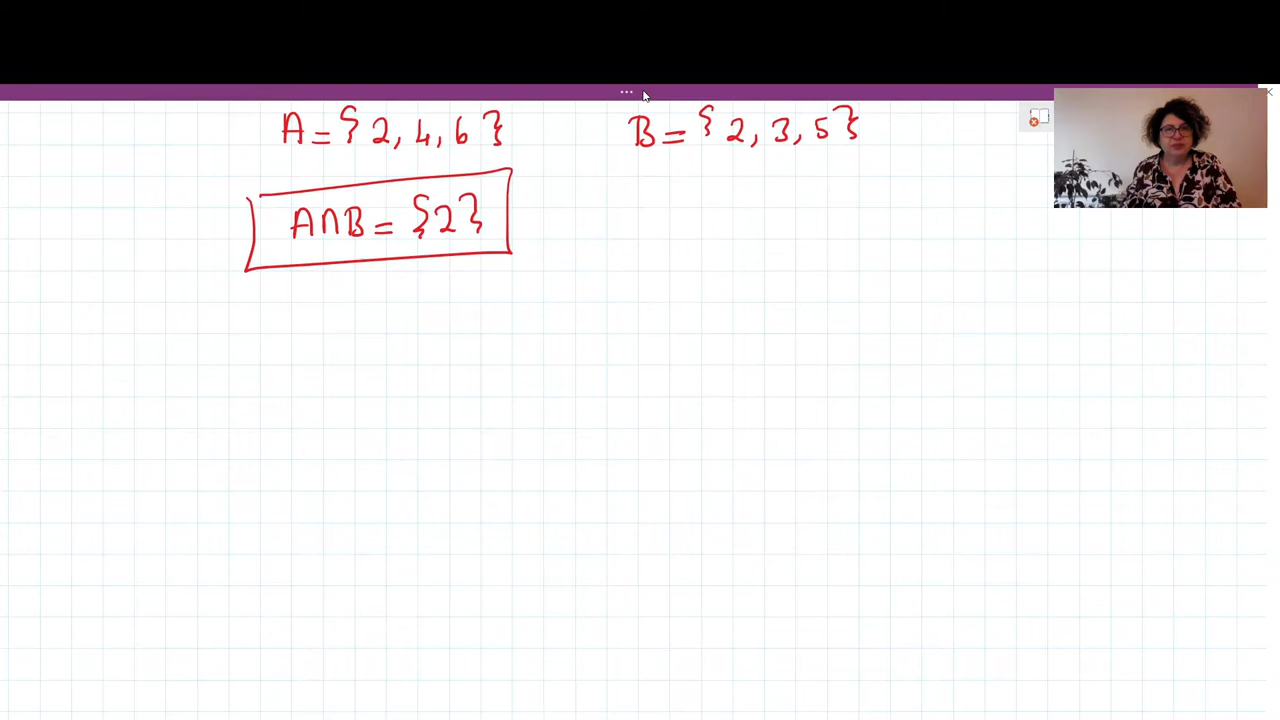 A = { 2, 4, 6 } B = { 2, 3, 5 }
A∩B = { 2 }